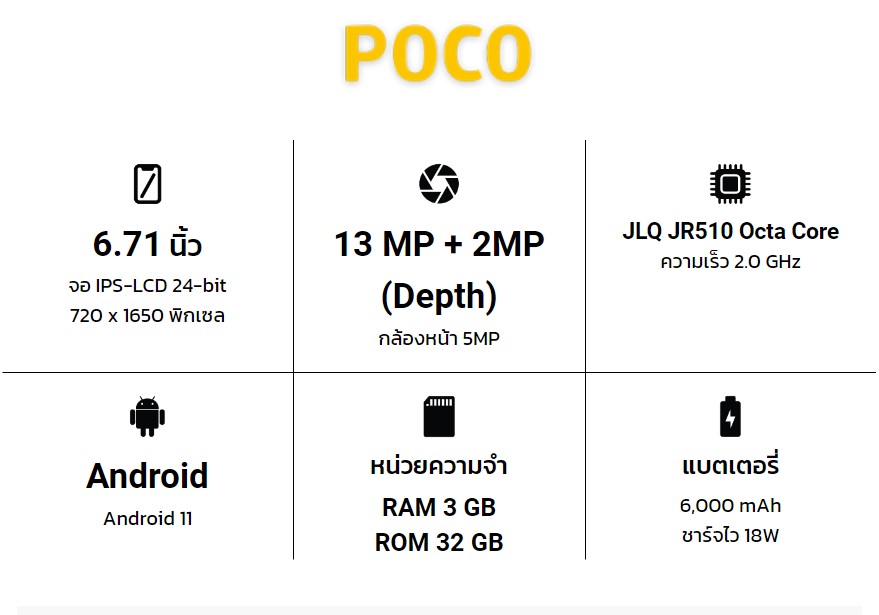 POCO
6.71 นิ้ว
จอ IPS-LCD 24-bit
720 x 1650 พิกเซล
13 MP + 2MP
(Depth)
กล้องหน้า 5MP
JLQ JR510 Octa Core
ความเร็ว 2.0 GHz
Android
Android 11
หน่วยความจำ
RAM 3 GB
ROM 32 GB
แบตเตอรี่
6,000 mAh
ชาร์จไว 18W